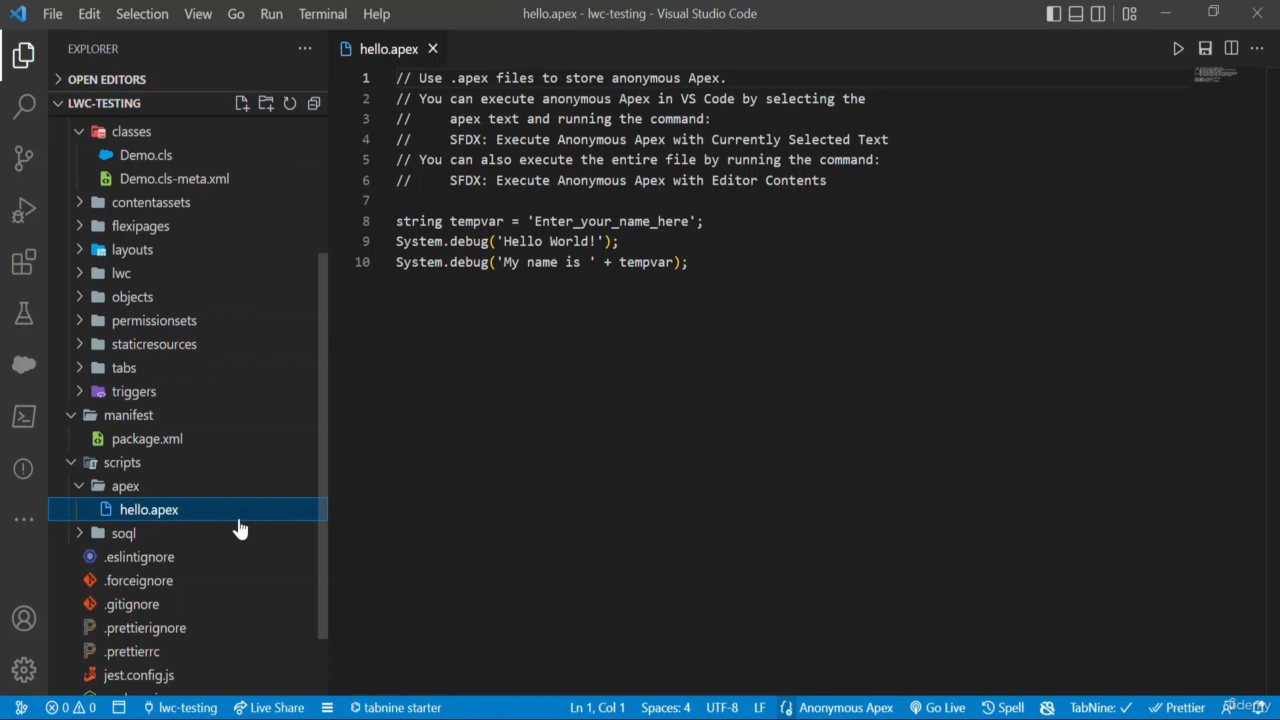 File Edit Selection View Go Run Terminal Help hello.apex - lwc-testing - Visual Studio Code
EXPLORER
hello.apex
OPEN EDITORS
LWC-TESTING
classes
Demo.cls
Demo.cls-meta.xml
contentassets
flexipages
layouts
lwc
objects
permissionsets
staticresources
tabs
triggers
manifest
package.xml
scripts
apex
hello.apex
soql
.eslintignore
.forceignore
.gitignore
.prettierignore
.prettierrc
jest.config.js
1 // Use .apex files to store anonymous Apex.
2 // You can execute anonymous Apex in VS Code by selecting the
3 //     apex text and running the command:
4 //     SFDX: Execute Anonymous Apex with Currently Selected Text
5 // You can also execute the entire file by running the command:
6 //     SFDX: Execute Anonymous Apex with Editor Contents
7
8 string tempvar = 'Enter_your_name_here';
9 System.debug('Hello World!');
10 System.debug('My name is ' + tempvar);
0 0 lwc-testing Live Share tabnine starter Ln 1, Col 1 Spaces: 4 UTF-8 LF Anonymous Apex Go Live Spell TabNine: Prettier
Udemy